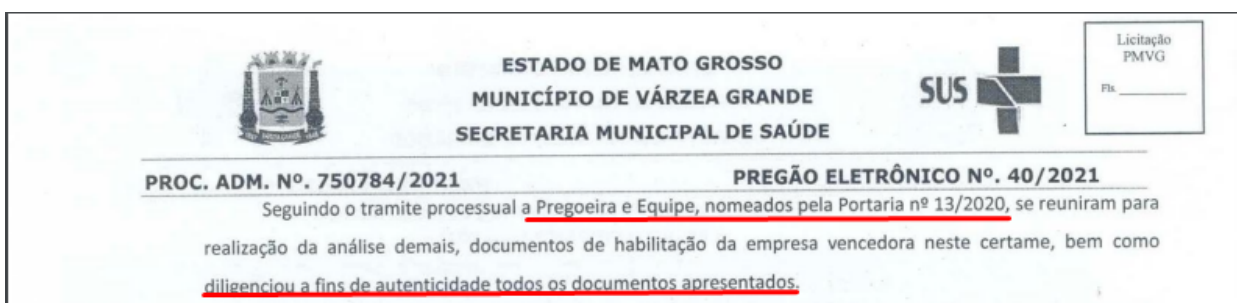 Licitação
PMVG
Fls.
ESTADO DE MATO GROSSO
MUNICÍPIO DE VÁRZEA GRANDE
SECRETARIA MUNICIPAL DE SAÚDE
SUS
PROC. ADM. Nº. 750784/2021 PREGÃO ELETRÔNICO Nº. 40/2021
Seguindo o tramite processual a Pregoeira e Equipe, nomeados pela Portaria nº 13/2020, se reuniram para
realização da análise demais, documentos de habilitação da empresa vencedora neste certame, bem como
diligenciou a fins de autenticidade todos os documentos apresentados.